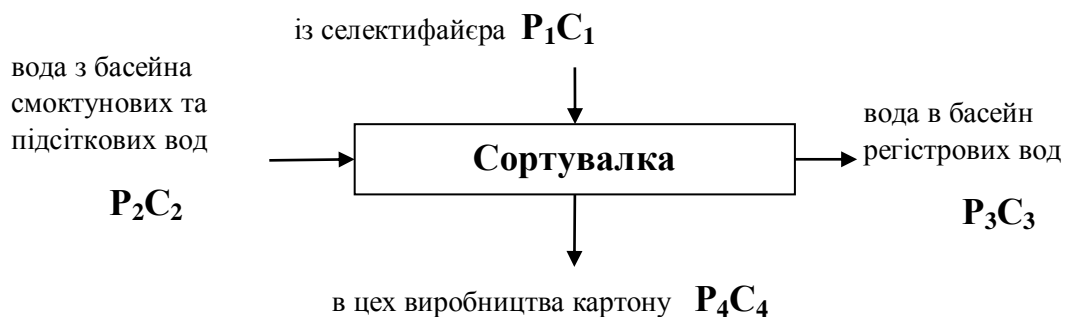 із селектифайєра P₁C₁
вода з басейна
смоктунових та
підсіткових вод
P₂C₂
Сортувалка
вода в басейн
регістрових вод
P₃C₃
в цех виробництва картону P₄C₄